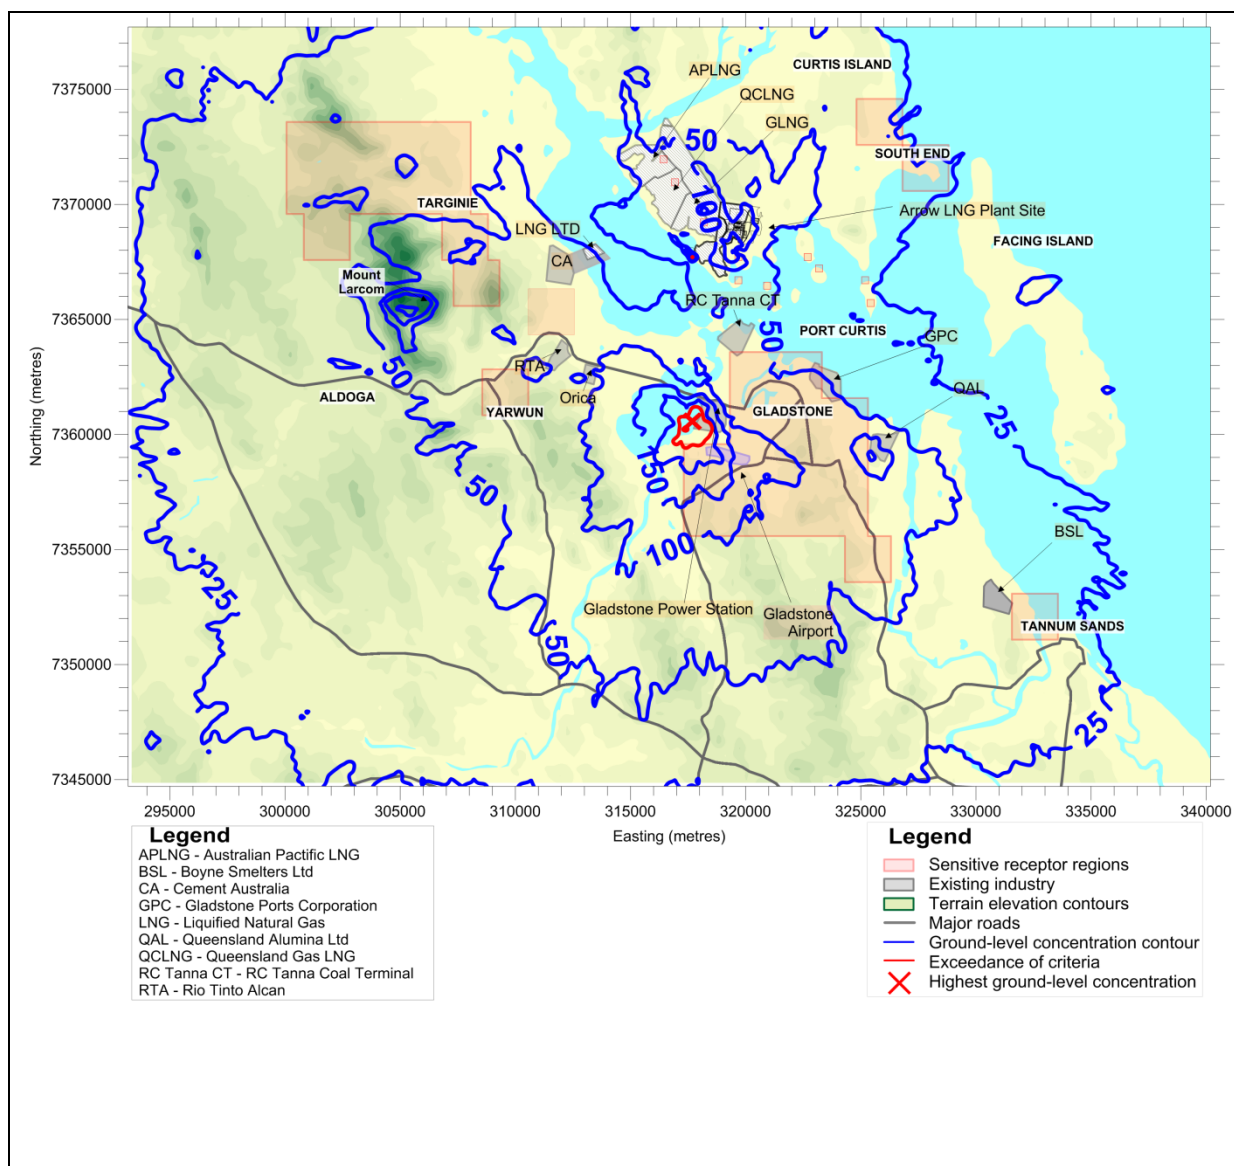 CURTIS ISLAND
APLNG
7375000
QCLNG
GLNG
50
SOUTH END
TARGINIE
100
7370000
Arrow LNG Plant Site
LNG LTD
FACING ISLAND
CA
Mount
Larcom
RC Tanna CT
7365000
50
PORT CURTIS
GPC
50
RTA
ALDOGA
Orica
YARWUN
GLADSTONE
QAL
25
7360000
150
50
100
7355000
BSL
25
Gladstone Power Station
Gladstone
Airport
TANNUM SANDS
50
7350000
25
7345000
Northing (metres)
295000 300000 305000 310000 315000 320000 325000 330000 335000 340000
Easting (metres)
Legend
APLNG - Australian Pactific LNG
BSL - Boyne Smelters Ltd
CA - Cement Australia
GPC - Gladstone Ports Corporation
LNG - Liquified Natural Gas
QAL - Queensland Alumina Ltd
QCLNG - Queensland Gas LNG
RC Tanna CT - RC Tanna Coal Terminal
RTA - Rio Tinto Alcan
Legend
Sensitive receptor regions
Existing industry
Terrain elevation contours
Major roads
Ground-level concentration contour
Exceedance of criteria
Highest ground-level concentration